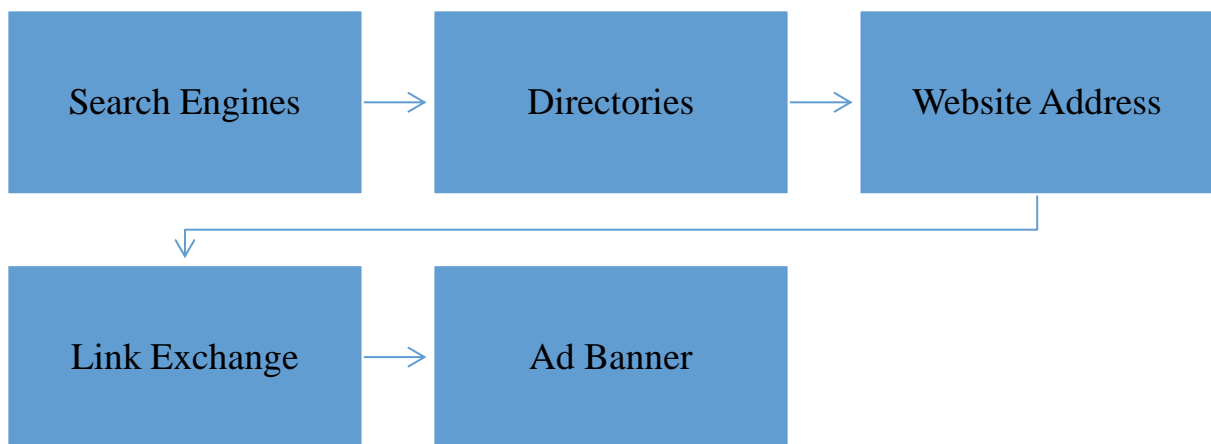 Search Engines
Directories
Website Address
Link Exchange
Ad Banner